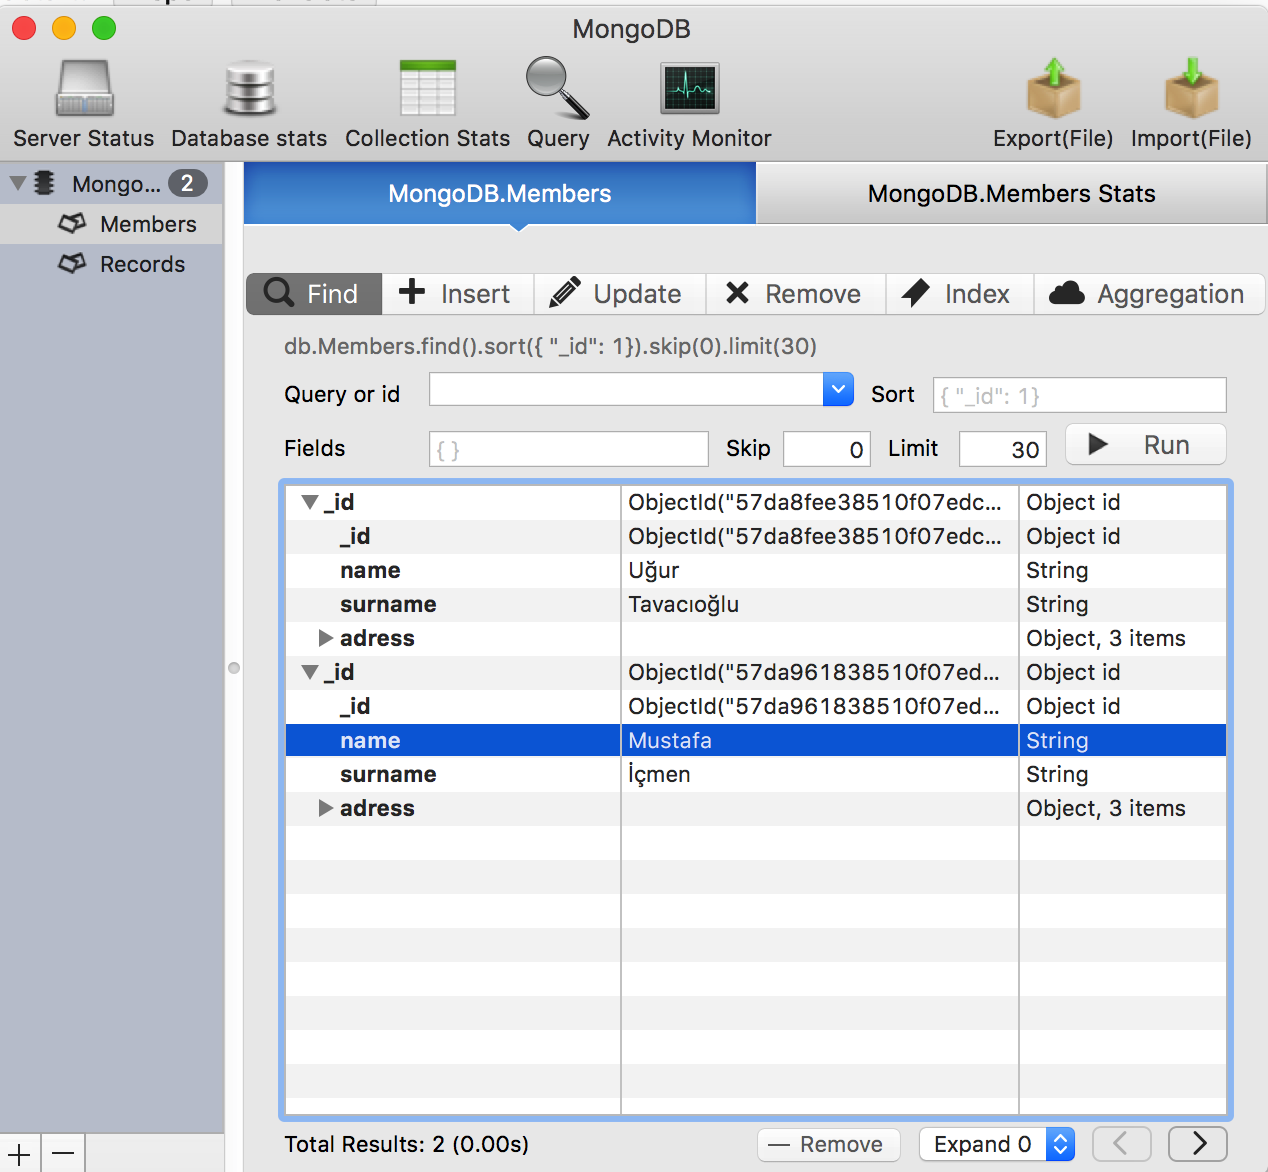 MongoDB
Server Status Database stats Collection Stats Query Activity Monitor Export(File) Import(File)
Mongo... 2
Members
Records
MongoDB.Members MongoDB.Members Stats
Find Insert Update Remove Index Aggregation
db.Members.find().sort({ "_id": 1}).skip(0).limit(30)
Query or id Sort { "_id": 1}
Fields { } Skip 0 Limit 30 Run
_id ObjectId("57da8fee38510f07edc... Object id
_id ObjectId("57da8fee38510f07edc... Object id
name Uğur String
surname Tavacıoğlu String
adress Object, 3 items
_id ObjectId("57da961838510f07ed... Object id
_id ObjectId("57da961838510f07ed... Object id
name Mustafa String
surname İçmen String
adress Object, 3 items
Total Results: 2 (0.00s) — Remove Expand 0